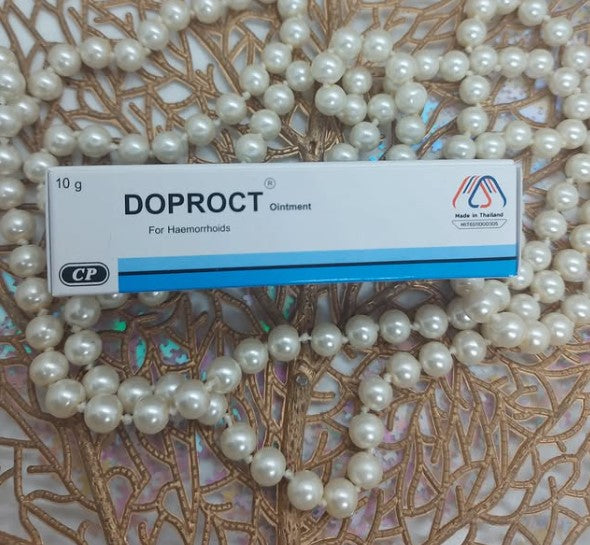 10 g
DOPROCT® Ointment
For Haemorrhoids
CP
Made in Thailand